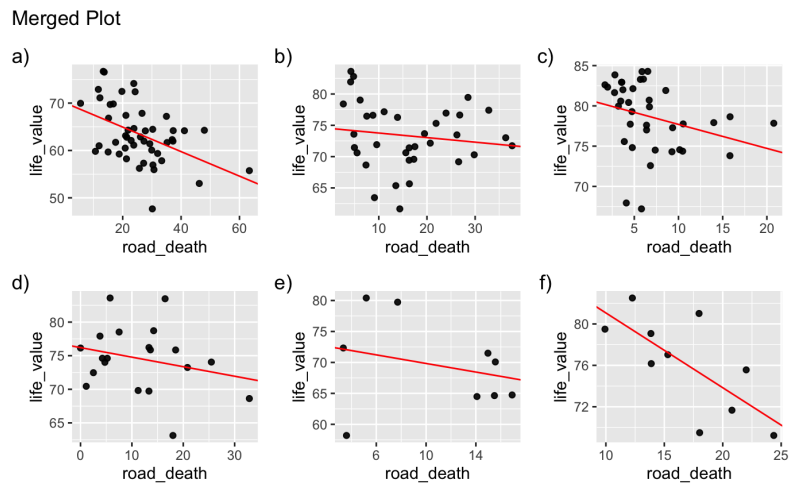 Merged Plot
a)
life_value
70
60
50
20
40
60
road_death
b)
life_value
80
75
70
65
10
20
30
road_death
c)
life_value
85
80
75
70
5
10
15
20
road_death
d)
life_value
80
75
70
65
0
10
20
30
road_death
e)
life_value
80
75
70
65
60
6
10
14
road_death
f)
life_value
80
76
72
10
15
20
25
road_death